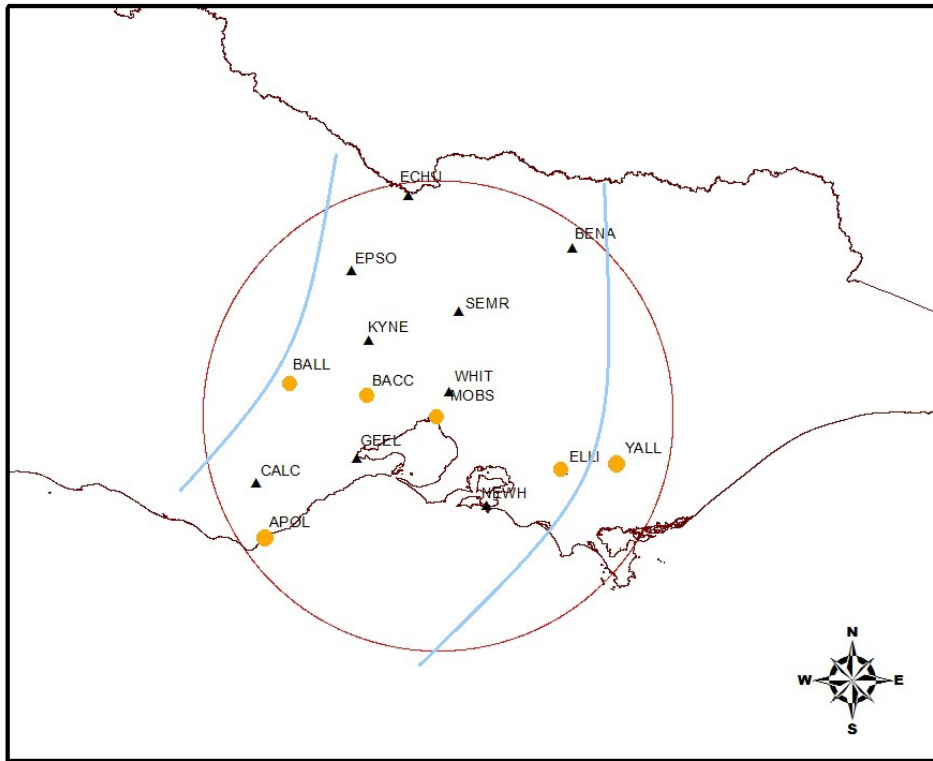 ECHU
BENA
EPSO
SEMR
KYNE
BALL
BACC
WHIT
MOBS
GEEL
ELLI
YALL
CALC
NEWH
APOL
N
W
E
S